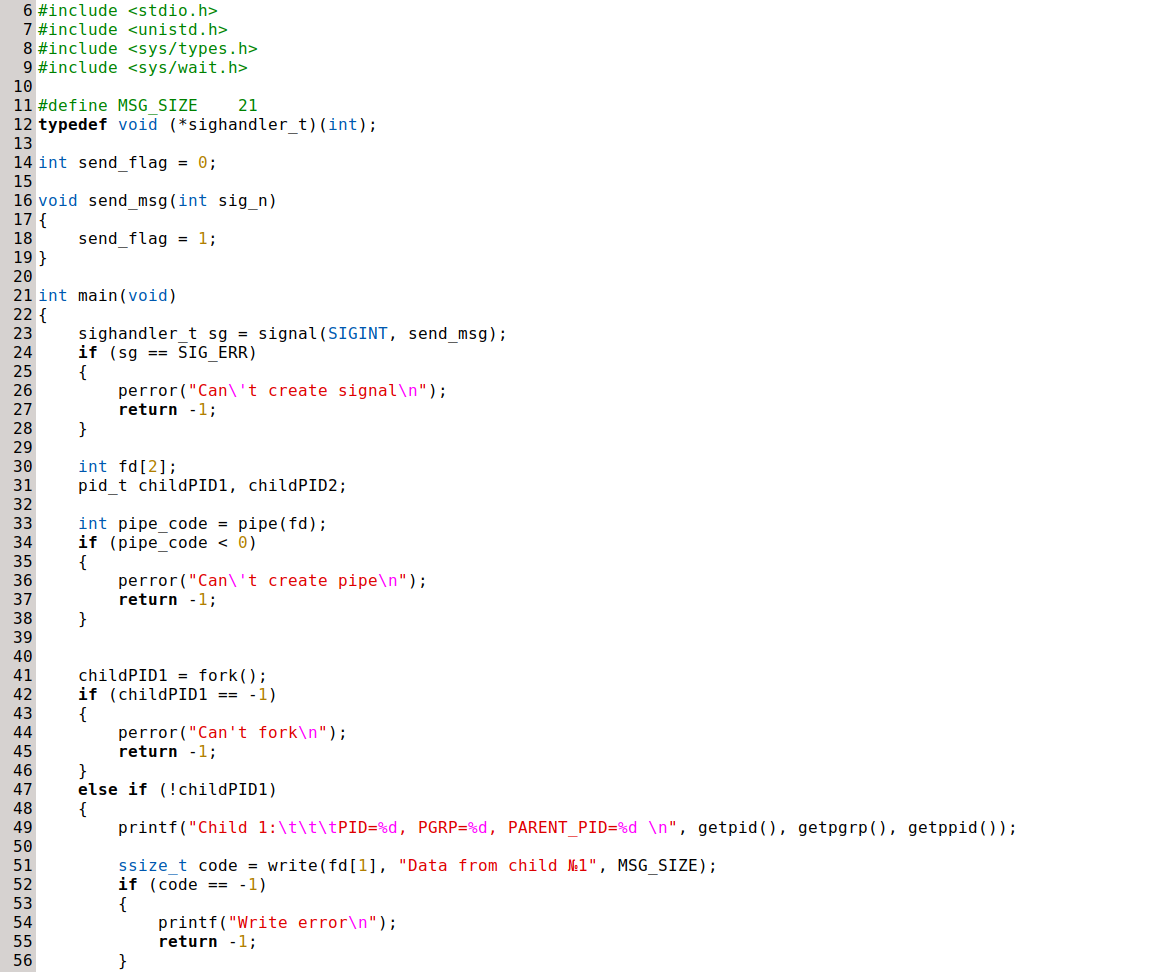 6 #include <stdio.h>
7 #include <unistd.h>
8 #include <sys/types.h>
9 #include <sys/wait.h>
10
11 #define MSG_SIZE    21
12 typedef void (*sighandler_t)(int);
13
14 int send_flag = 0;
15
16 void send_msg(int sig_n)
17 {
18     send_flag = 1;
19 }
20
21 int main(void)
22 {
23     sighandler_t sg = signal(SIGINT, send_msg);
24     if (sg == SIG_ERR)
25     {
26         perror("Can\'t create signal\n");
27         return -1;
28     }
29
30     int fd[2];
31     pid_t childPID1, childPID2;
32
33     int pipe_code = pipe(fd);
34     if (pipe_code < 0)
35     {
36         perror("Can\'t create pipe\n");
37         return -1;
38     }
39
40
41     childPID1 = fork();
42     if (childPID1 == -1)
43     {
44         perror("Can't fork\n");
45         return -1;
46     }
47     else if (!childPID1)
48     {
49         printf("Child 1:\t\t\tPID=%d, PGRP=%d, PARENT_PID=%d \n", getpid(), getpgrp(), getppid());
50
51         ssize_t code = write(fd[1], "Data from child №1", MSG_SIZE);
52         if (code == -1)
53         {
54             printf("Write error\n");
55             return -1;
56         }